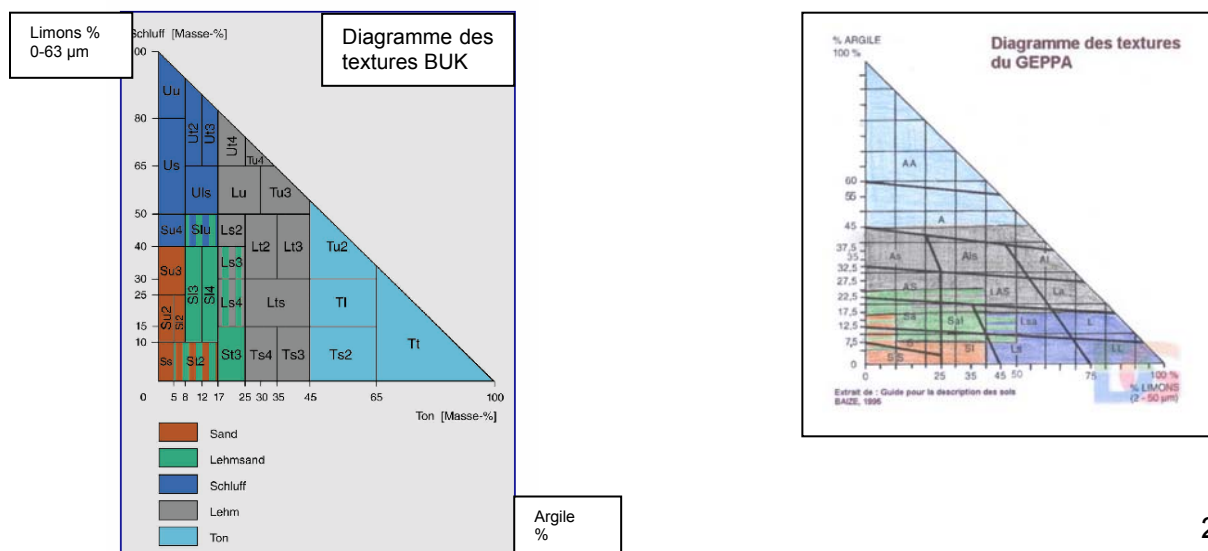 Limons %
0-63 µm
Schluff [Masse-%]
Diagramme des
textures BUK
100
80
65
50
40
30
25
15
10
Uu
Us
Ut2
Ut3
Ut4
Tu4
Uls
Lu
Tu3
Su4
Slu
Ls2
Lt2
Lt3
Tu2
Su3
Sl3
Sl4
Ls3
Ls4
Lts
Tl
Su2
Sl2
Ss
St2
St3
Ts4
Ts3
Ts2
Tt
0 5 8 12 17 25 30 35 45 65 100
Ton [Masse-%]
Sand
Lehmsand
Schluff
Lehm
Ton
Argile
%
% ARGILE
100 %
Diagramme des textures
du GEPPA
60
55
45
37,5
35
32,5
27,5
22,5
17,5
12,5
7,5
0
AA
A
As
Als
Al
AS
LAS
La
Sa
Sal
Lsa
L
S
SS
Sl
Ls
LL
0 25 35 45 50 75 100 %
% LIMONS
(2 - 50 µm)
Extrait de : Guide pour la description des sols
BAIZE, 1995
2